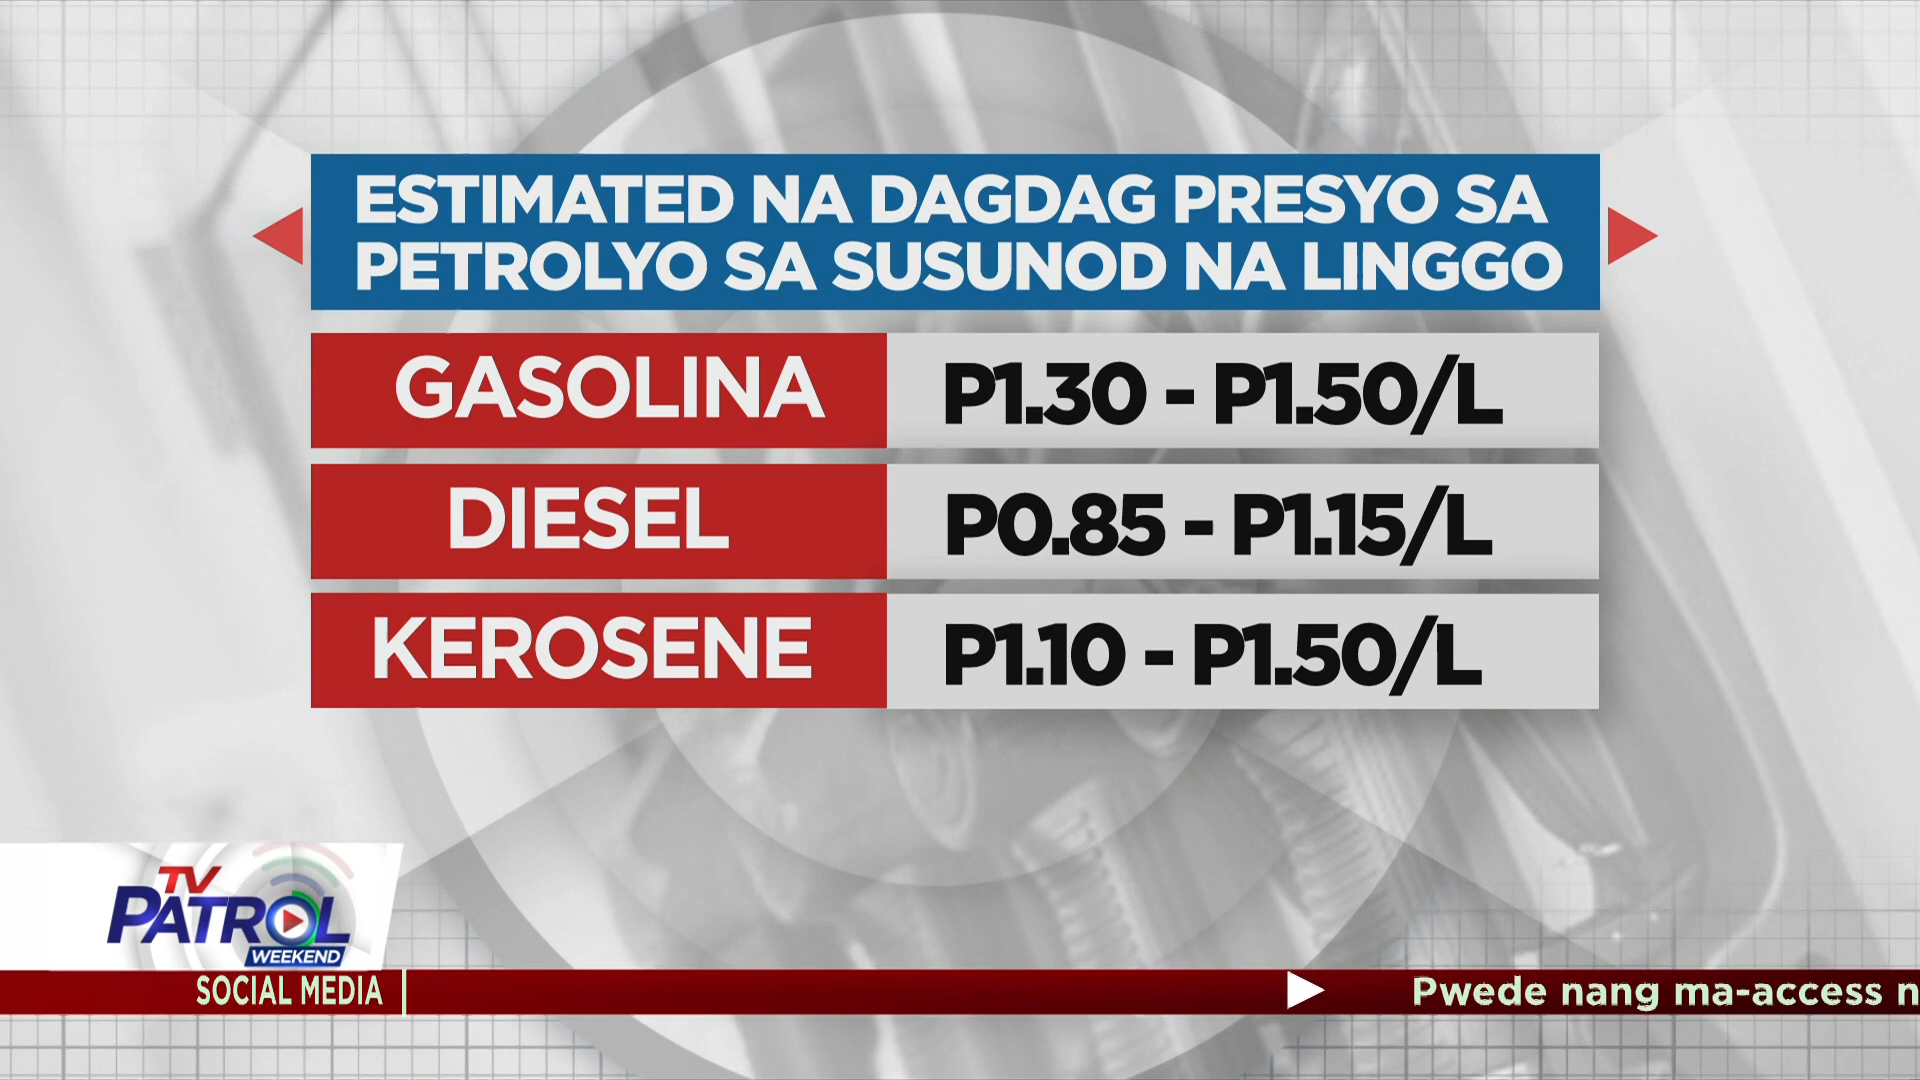 ESTIMATED NA DAGDAG PRESYO SA
PETROLYO SA SUSUNOD NA LINGGO
GASOLINA P1.30 - P1.50/L
DIESEL P0.85 - P1.15/L
KEROSENE P1.10 - P1.50/L
TV
PATROL
WEEKEND
SOCIAL MEDIA Pwede nang ma-access n